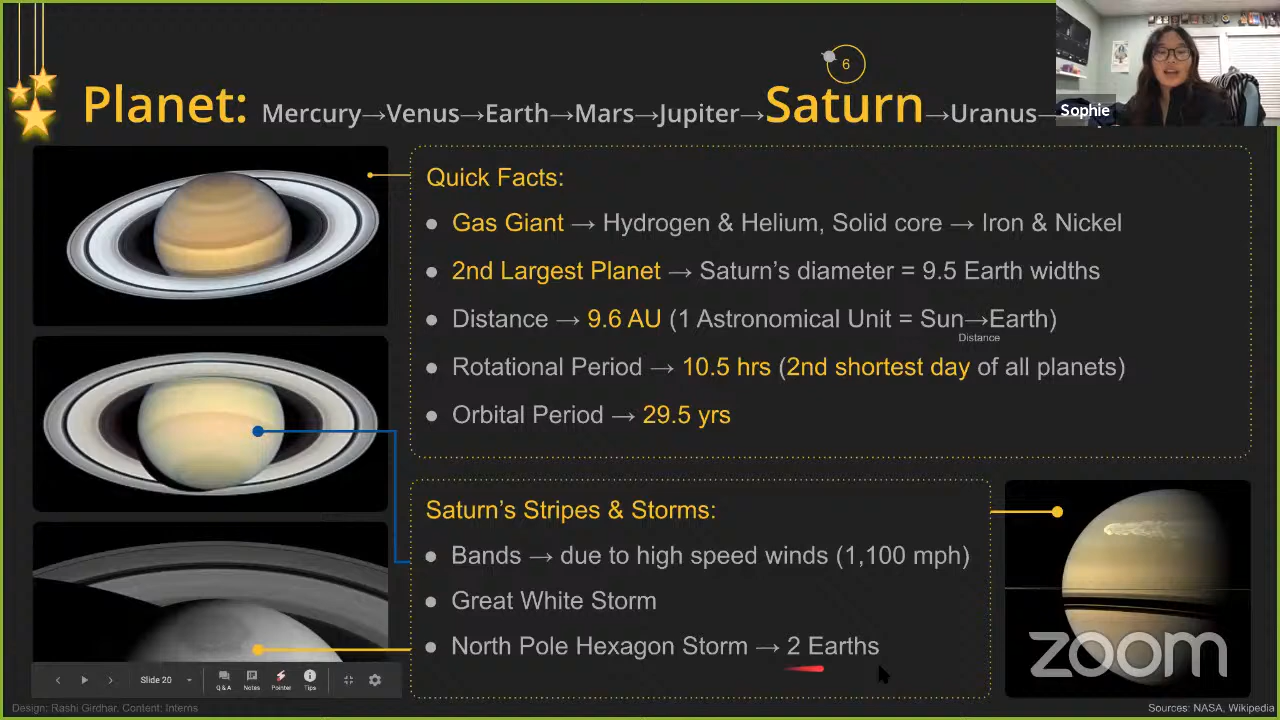 6
Planet: Mercury→Venus→Earth→Mars→Jupiter→Saturn→Uranus→
Sophie
Quick Facts:
● Gas Giant → Hydrogen & Helium, Solid core → Iron & Nickel
● 2nd Largest Planet → Saturn's diameter = 9.5 Earth widths
● Distance → 9.6 AU (1 Astronomical Unit = Sun→Earth)
Distance
● Rotational Period → 10.5 hrs (2nd shortest day of all planets)
● Orbital Period → 29.5 yrs
Saturn's Stripes & Storms:
● Bands → due to high speed winds (1,100 mph)
● Great White Storm
● North Pole Hexagon Storm → 2 Earths
zoom
Slide 20
Q & A Notes Pointer Tips
Design: Rashi Girdhar. Content: Interns
Sources: NASA, Wikipedia